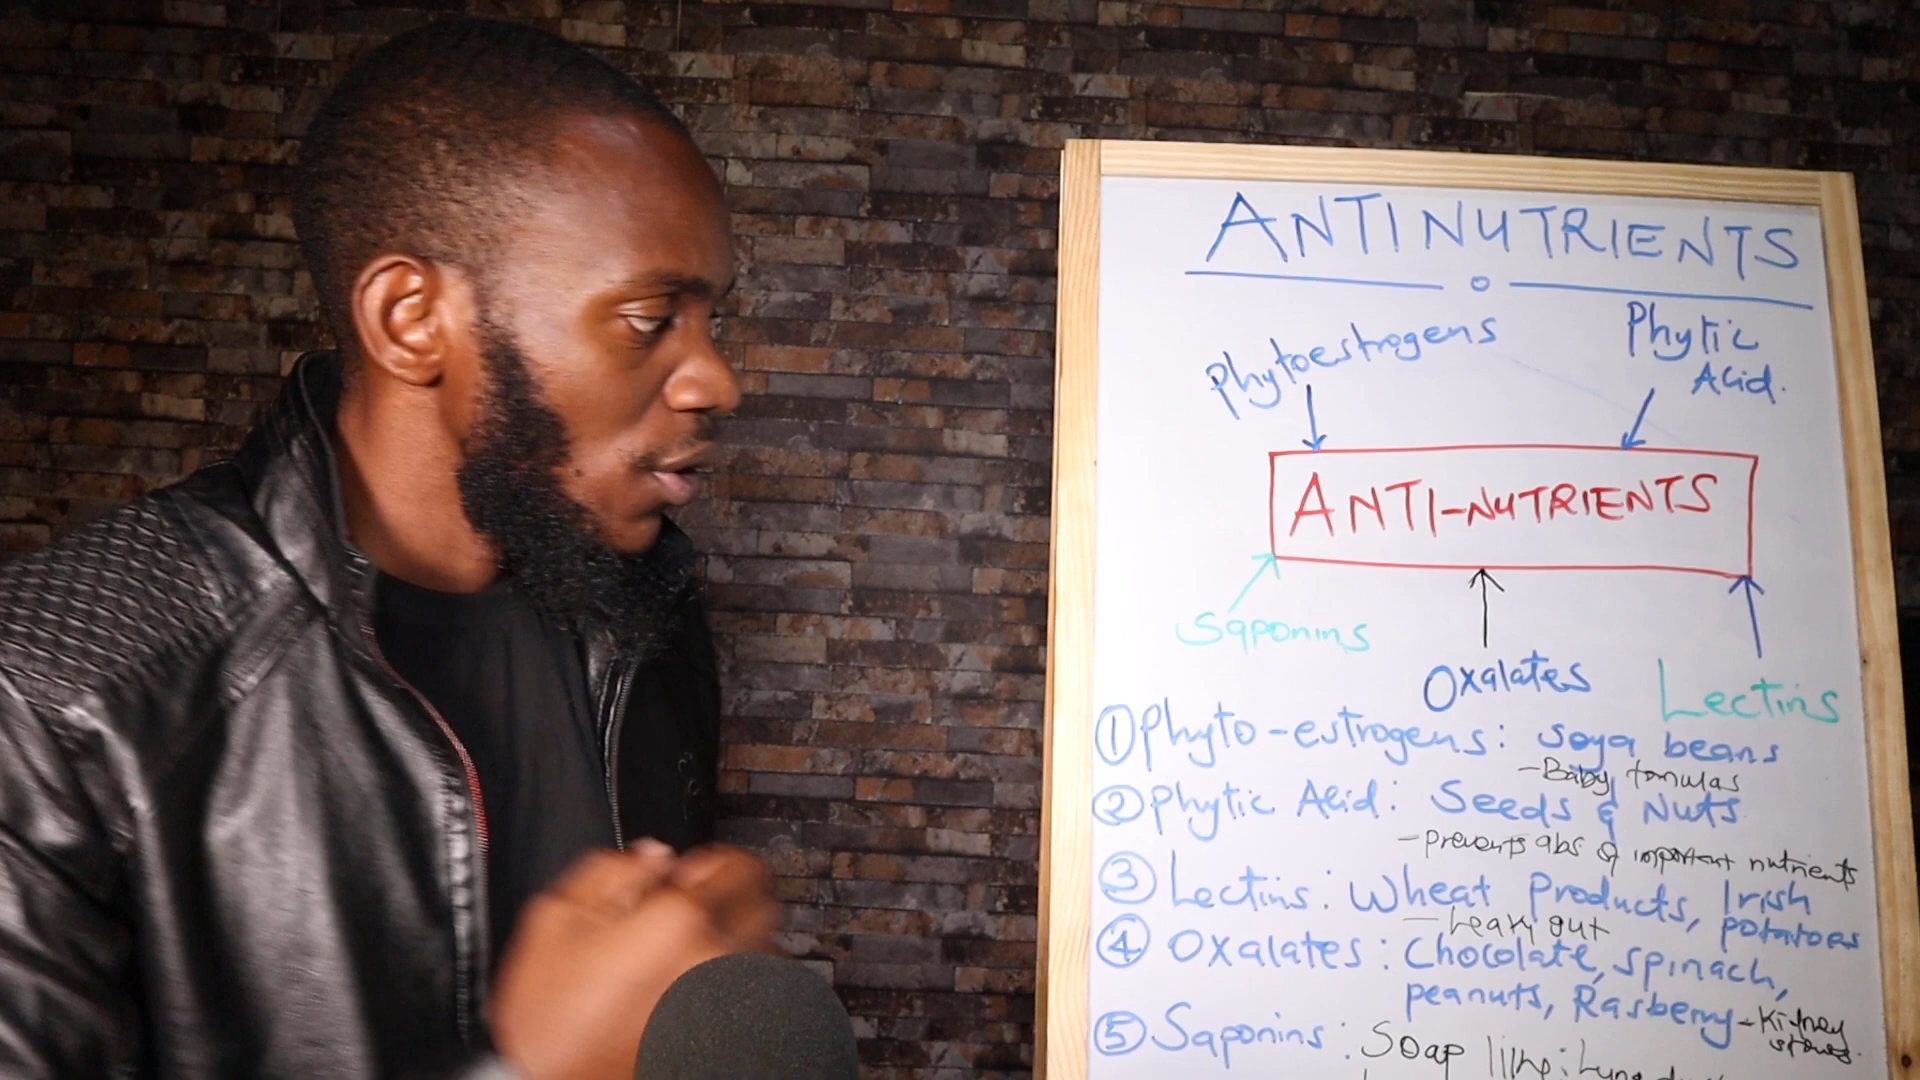 ANTINUTRIENTS
Phytoestrogens
Phytic
Acid.
ANTI-NUTRIENTS
Saponins
Oxalates
Lectins
① Phyto-estrogens: Soya beans
-Baby formulas
② Phytic Acid: Seeds & Nuts
- prevents abs of important nutrients
③ Lectins: Wheat Products, Irish
potatoes
- Leaky gut
④ Oxalates: Chocolate, spinach,
peanuts, Rasberry - Kidney
stones.
⑤ Saponins: Soap like: